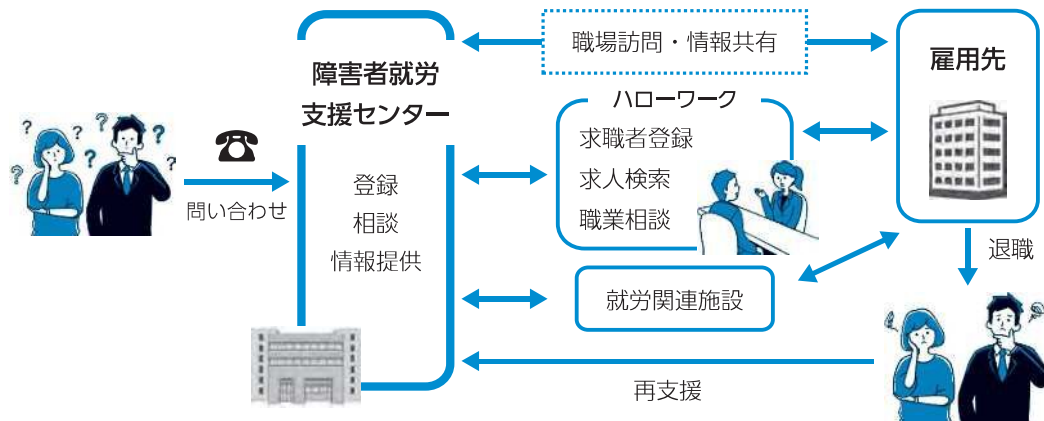 職場訪問・情報共有
雇用先
障害者就労
支援センター
ハローワーク
求職者登録
求人検索
職業相談
問い合わせ
登録
相談
情報提供
退職
就労関連施設
再支援